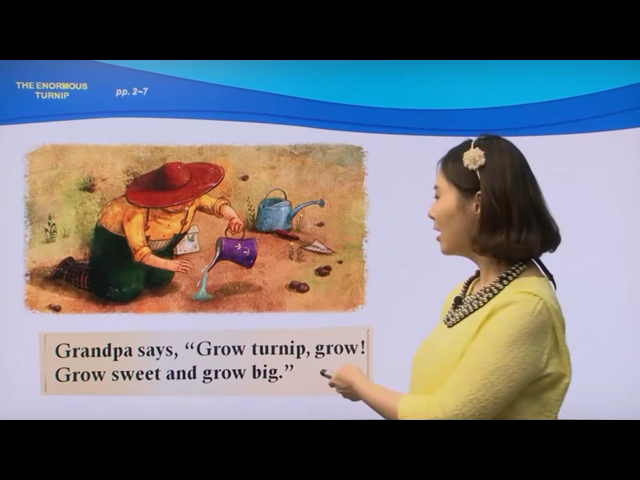 THE ENORMOUS
TURNIP
pp. 2~7
Grandpa says, “Grow turnip, grow!
Grow sweet and grow big.”